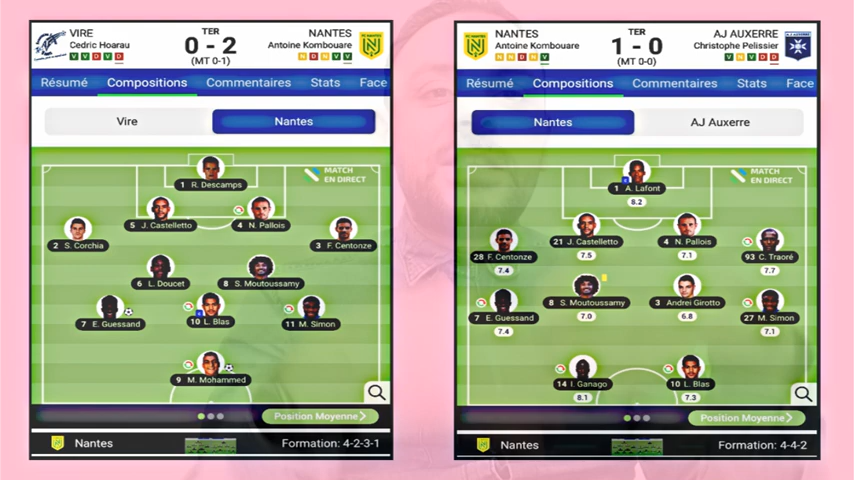 VIRE
Cedric Hoarau
V V D V D
TER
0 - 2
(MT 0-1)
NANTES
Antoine Kombouare
N D N V V
FC NANTES
Résumé Compositions Commentaires Stats Face
Vire Nantes
MATCH
EN DIRECT
1 R. Descamps
5 J. Castelletto
4 N. Pallois
2 S. Corchia
3 F. Centonze
6 L. Doucet
8 S. Moutoussamy
7 E. Guessand
10 L. Blas
11 M. Simon
9 M. Mohammed
Position Moyenne
Nantes
Formation: 4-2-3-1
FC NANTES
NANTES
Antoine Kombouare
N N D N V
TER
1 - 0
(MT 0-0)
AJ AUXERRE
Christophe Pelissier
V N V D D
Résumé Compositions Commentaires Stats Face
Nantes AJ Auxerre
MATCH
EN DIRECT
1 A. Lafont
8.2
21 J. Castelletto
7.5
4 N. Pallois
7.1
28 F. Centonze
7.4
93 C. Traoré
7.7
8 S. Moutoussamy
7.0
3 Andrei Girotto
6.8
7 E. Guessand
7.4
27 M. Simon
7.1
14 I. Ganago
8.1
10 L. Blas
7.3
Position Moyenne
Nantes
Formation: 4-4-2